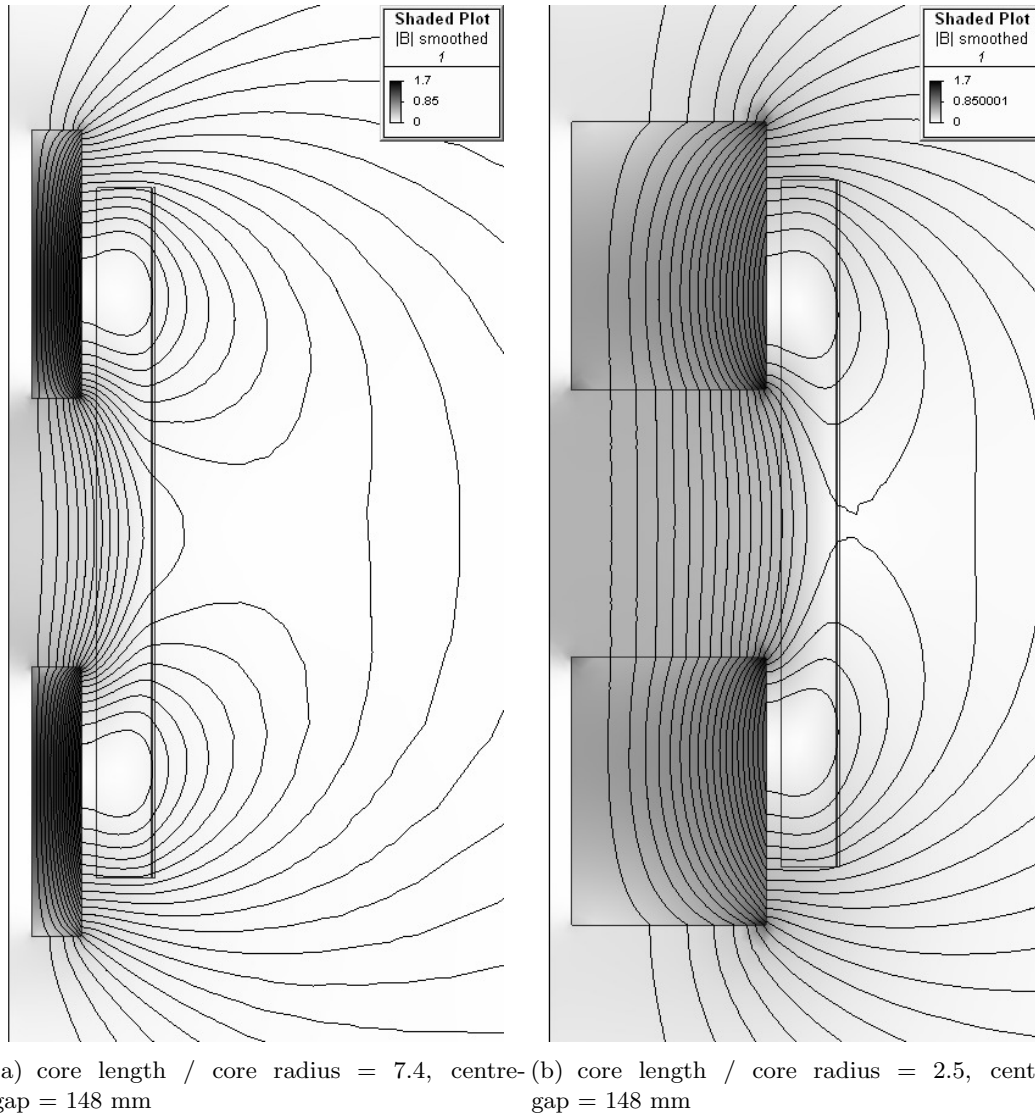 Shaded Plot
|B| smoothed
1
1.7
0.85
0
Shaded Plot
|B| smoothed
1
1.7
0.850001
0
a) core length / core radius = 7.4, centre-
gap = 148 mm
(b) core length / core radius = 2.5, cent
gap = 148 mm